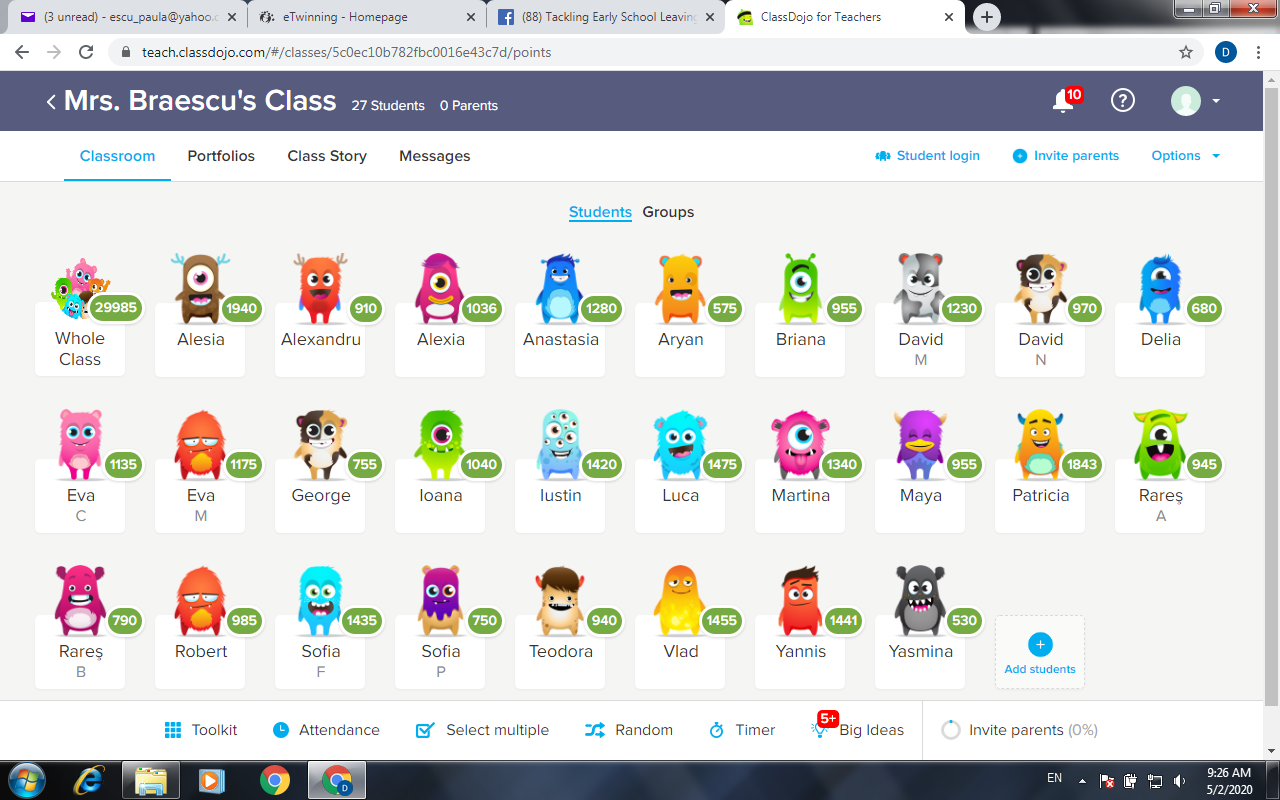 (3 unread) - escu_paula@yahoo.c
eTwinning - Homepage
(88) Tackling Early School Leaving
ClassDojo for Teachers
teach.classdojo.com/#/classes/5c0ec10b782fbc0016e43c7d/points
D
Mrs. Braescu's Class 27 Students 0 Parents
10
Classroom Portfolios Class Story Messages
Student login Invite parents Options
Students Groups
29985 1940 910 1036 1280 575 955 1230 970 680
Whole Class Alesia Alexandru Alexia Anastasia Aryan Briana David M David N Delia
1135 1175 755 1040 1420 1475 1340 955 1843 945
Eva C Eva M George Ioana Iustin Luca Martina Maya Patricia Rareş A
790 985 1435 750 940 1455 1441 530
Rareş B Robert Sofia F Sofia P Teodora Vlad Yannis Yasmina Add students
Toolkit Attendance Select multiple Random Timer 5+ Big Ideas Invite parents (0%)
D
EN
9:26 AM
5/2/2020